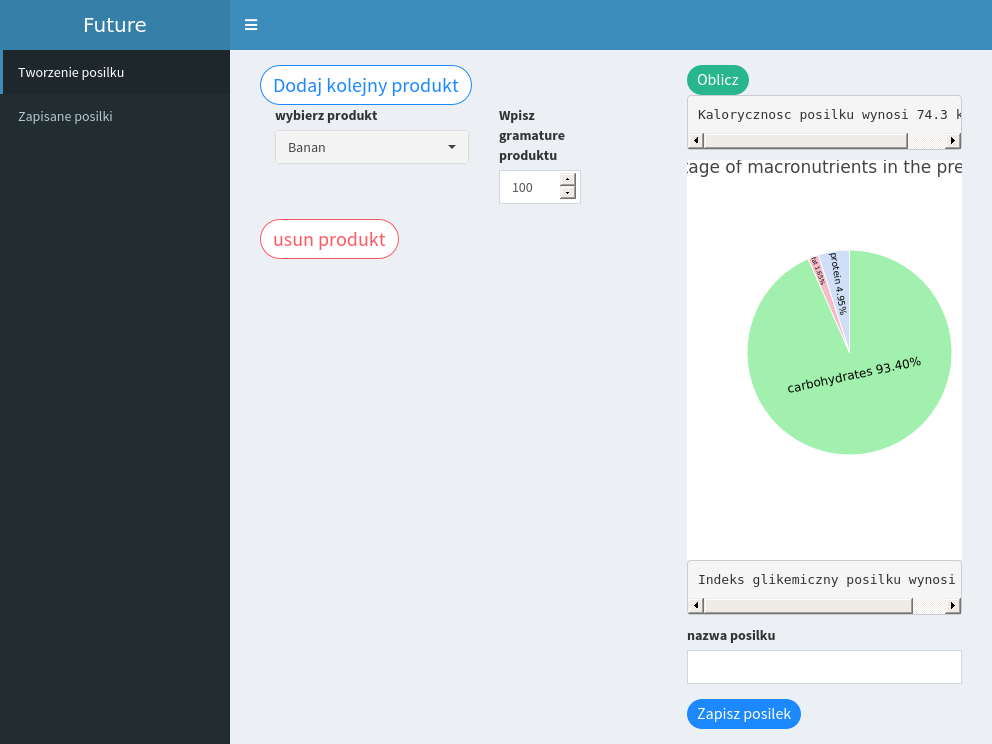 Future
Tworzenie posilku
Zapisane posilki
Dodaj kolejny produkt
wybierz produkt
Banan
Wpisz
gramature
produktu
100
usun produkt
Oblicz
Kalorycznosc posilku wynosi 74.3 k
tage of macronutrients in the pre
fat 1.65%
protein 4.95%
carbohydrates 93.40%
Indeks glikemiczny posilku wynosi
nazwa posilku
Zapisz posilek